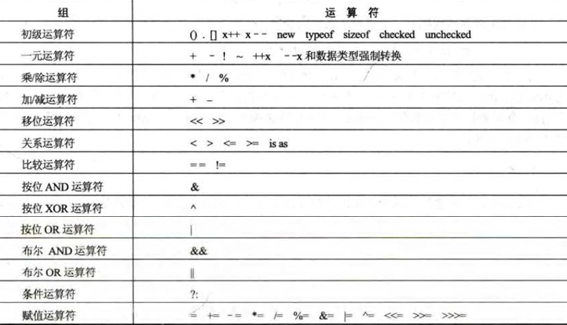 组 运算符
初级运算符 () . [] x++ x-- new typeof sizeof checked unchecked
一元运算符 + - ! ~ ++x --x 和数据类型强制转换
乘/除运算符 * / %
加/减运算符 + -
移位运算符 << >>
关系运算符 < > <= >= is as
比较运算符 == !=
按位 AND 运算符 &
按位 XOR 运算符 ^
按位 OR 运算符 |
布尔 AND 运算符 &&
布尔 OR 运算符 ||
条件运算符 ?:
赋值运算符 = += -= *= /= %= &= |= ^= <<= >>= >>>=